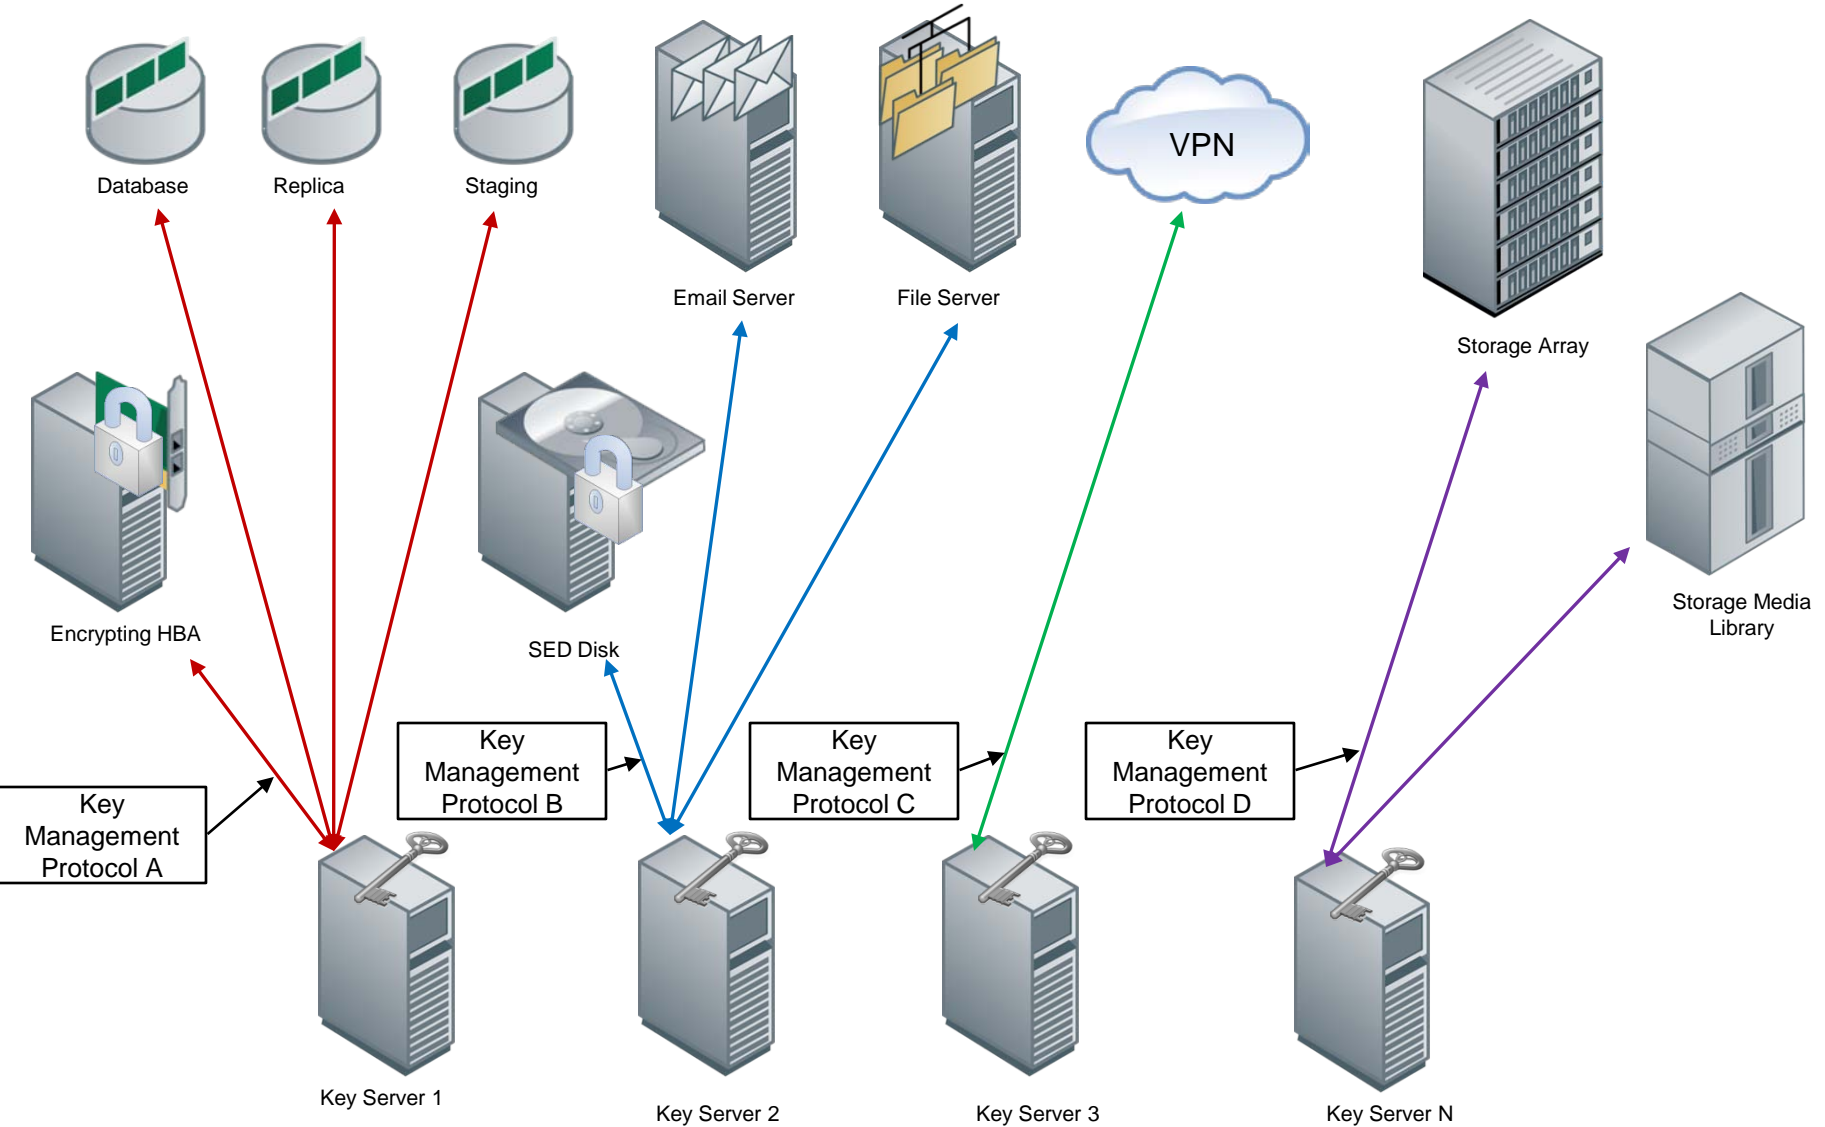 Database
Replica
Staging
VPN
Email Server
File Server
Storage Array
Storage Media
Library
Encrypting HBA
SED Disk
Key
Management
Protocol A
Key
Management
Protocol B
Key
Management
Protocol C
Key
Management
Protocol D
Key Server 1
Key Server 2
Key Server 3
Key Server N